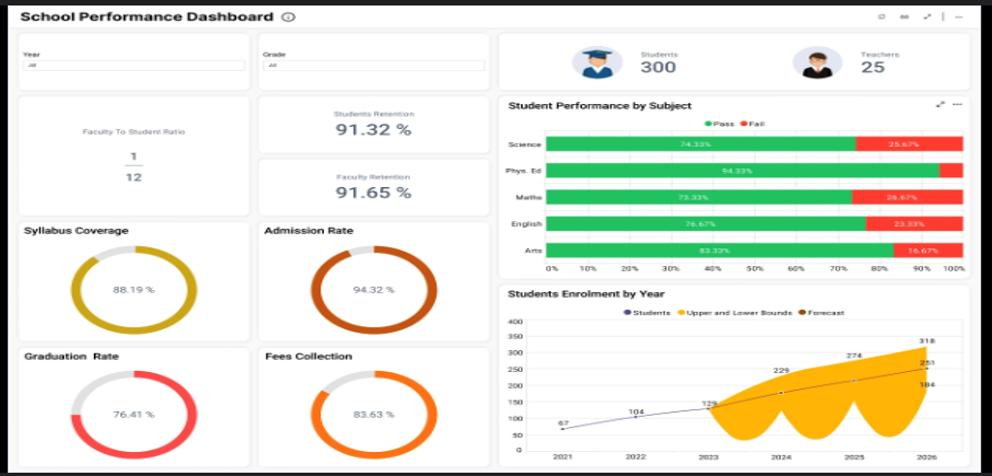 School Performance Dashboard
Year
All
Grade
All
Students
300
Teachers
25
Faculty To Student Ratio
1
12
Students Retention
91.32 %
Faculty Retention
91.65 %
Student Performance by Subject
Pass Fail
Science 74.33% 25.67%
Phys. Ed 94.33%
Maths 73.33% 26.67%
English 76.67% 23.33%
Arts 83.33% 16.67%
0% 10% 20% 30% 40% 50% 60% 70% 80% 90% 100%
Syllabus Coverage
88.19 %
Admission Rate
94.32 %
Graduation Rate
76.41 %
Fees Collection
83.63 %
Students Enrolment by Year
Students Upper and Lower Bounds Forecast
400
350
300
250
200
150
100
50
0
67
104
129
229
274
318
251
184
2021 2022 2023 2024 2025 2026